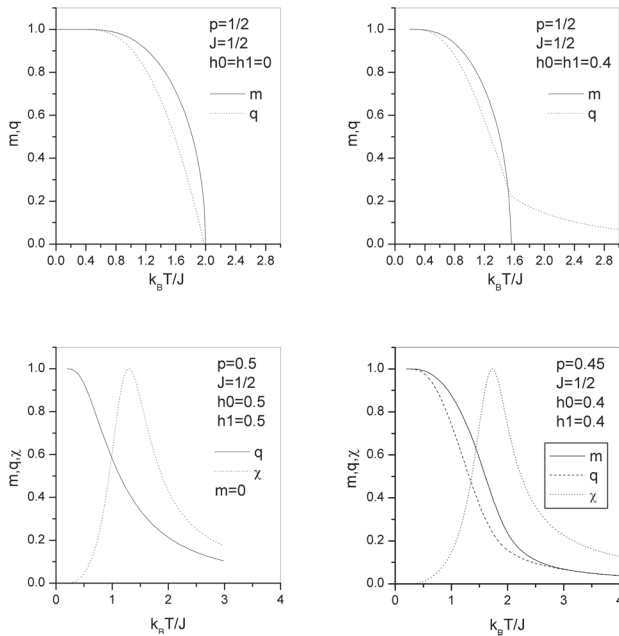 p=1/2
J=1/2
h0=h1=0
m
q
m,q
1.0
0.8
0.6
0.4
0.2
0.0
0.0 0.4 0.8 1.2 1.6 2.0 2.4 2.8
kBT/J
p=1/2
J=1/2
h0=h1=0.4
m
q
m,q
1.0
0.8
0.6
0.4
0.2
0.0
0.0 0.4 0.8 1.2 1.6 2.0 2.4 2.8
kBT/J
p=0.5
J=1/2
h0=0.5
h1=0.5
q
χ
m=0
m,q,χ
1.0
0.8
0.6
0.4
0.2
0.0
0 1 2 3 4
kBT/J
p=0.45
J=1/2
h0=0.4
h1=0.4
m
q
χ
m,q,χ
1.0
0.8
0.6
0.4
0.2
0.0
0 1 2 3 4
kBT/J